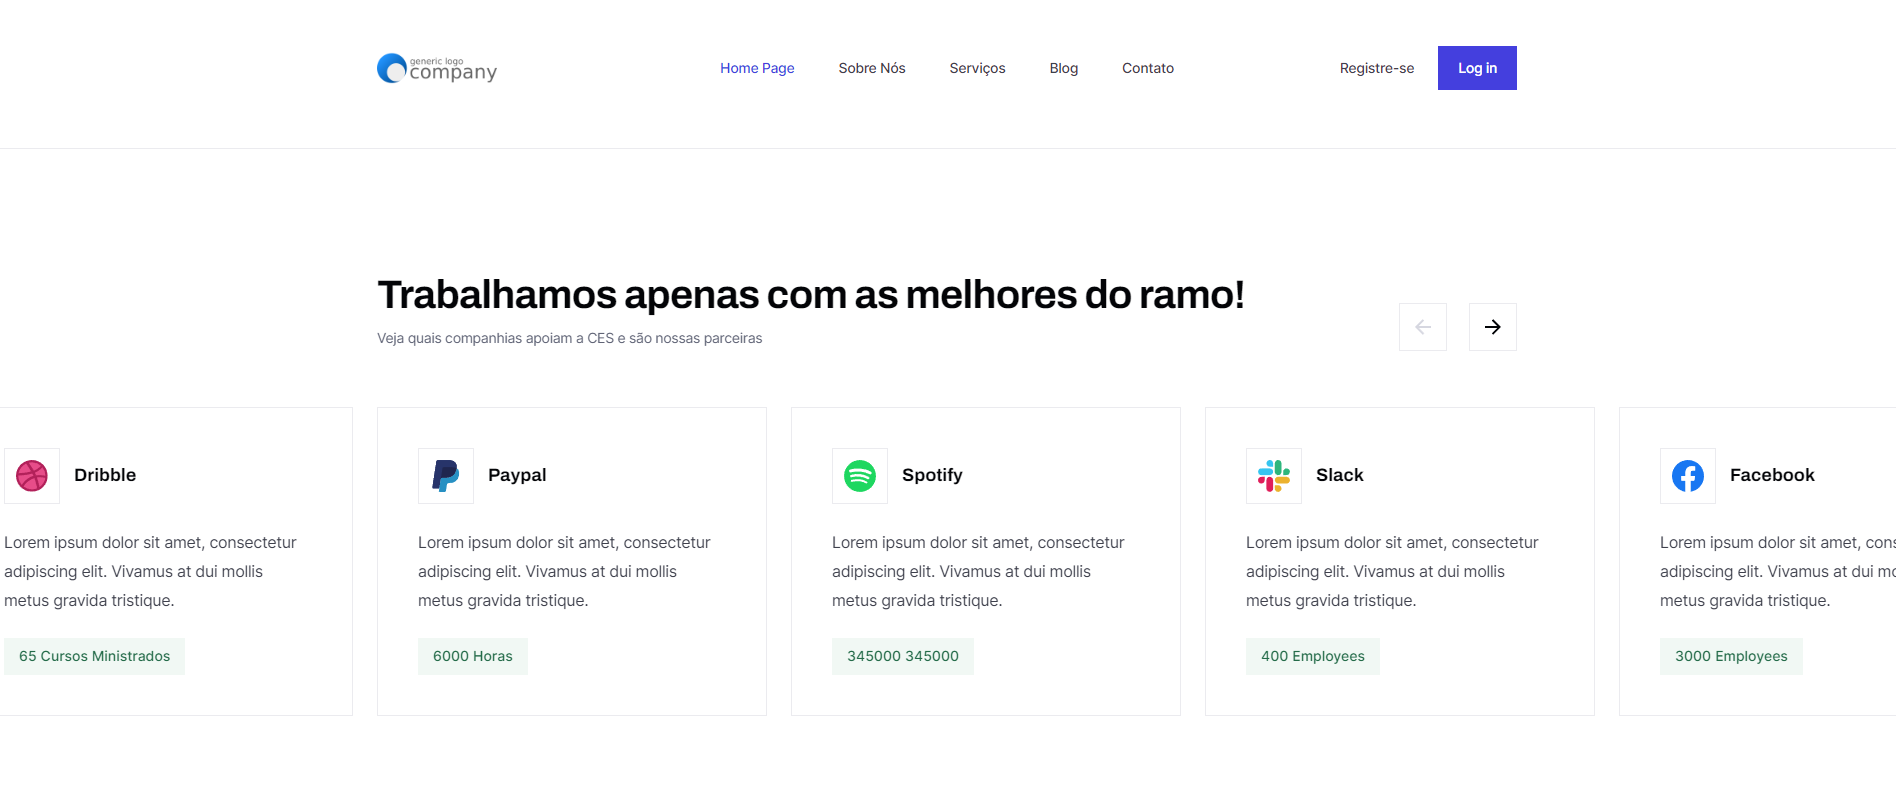 generic logo
company
Home Page
Sobre Nós
Serviços
Blog
Contato
Registre-se
Log in
Trabalhamos apenas com as melhores do ramo!
Veja quais companhias apoiam a CES e são nossas parceiras
Dribble
Lorem ipsum dolor sit amet, consectetur
adipiscing elit. Vivamus at dui mollis
metus gravida tristique.
65 Cursos Ministrados
Paypal
Lorem ipsum dolor sit amet, consectetur
adipiscing elit. Vivamus at dui mollis
metus gravida tristique.
6000 Horas
Spotify
Lorem ipsum dolor sit amet, consectetur
adipiscing elit. Vivamus at dui mollis
metus gravida tristique.
345000 345000
Slack
Lorem ipsum dolor sit amet, consectetur
adipiscing elit. Vivamus at dui mollis
metus gravida tristique.
400 Employees
Facebook
Lorem ipsum dolor sit amet,
adipiscing elit. Vivamus at dui
metus gravida tristique.
3000 Employees